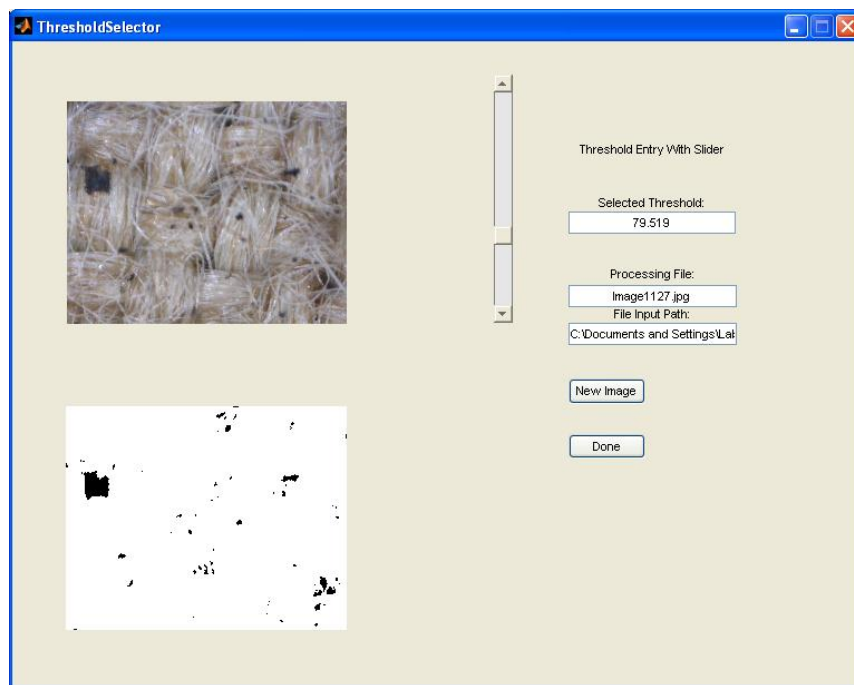 ThresholdSelector
Threshold Entry With Slider
Selected Threshold:
79.519
Processing File:
Image1127.jpg
File Input Path:
C:\Documents and Settings\Lab
New Image
Done